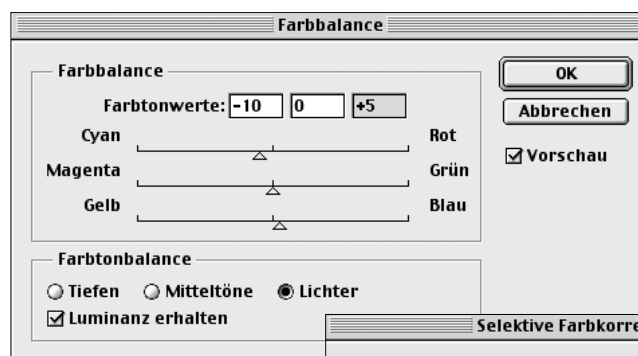 Farbbalance
Farbbalance
Farbtonwerte: -10 0 +5
Cyan Rot
Magenta Grün
Gelb Blau
OK
Abbrechen
Vorschau
Farbtonbalance
Tiefen Mitteltöne Lichter
Luminanz erhalten
Selektive Farbkorre